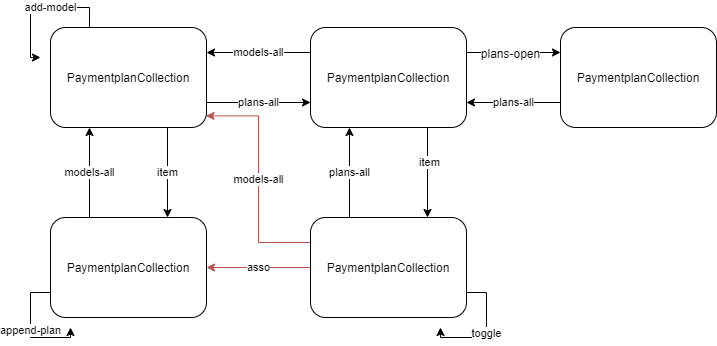 add-model
models-all
plans-open
PaymentplanCollection
PaymentplanCollection
PaymentplanCollection
plans-all
plans-all
models-all
item
models-all
plans-all
item
PaymentplanCollection
asso
PaymentplanCollection
append-plan
toggle